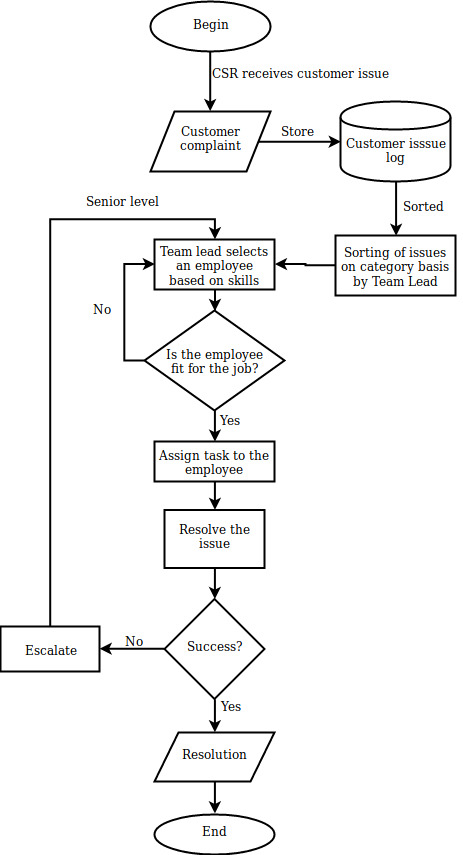 Begin
CSR receives customer issue
Customer
complaint
Store
Customer isssue
log
Sorted
Senior level
Team lead selects
an employee
based on skills
Sorting of issues
on category basis
by Team Lead
No
Is the employee
fit for the job?
Yes
Assign task to the
employee
Resolve the
issue
Success?
No
Escalate
Yes
Resolution
End